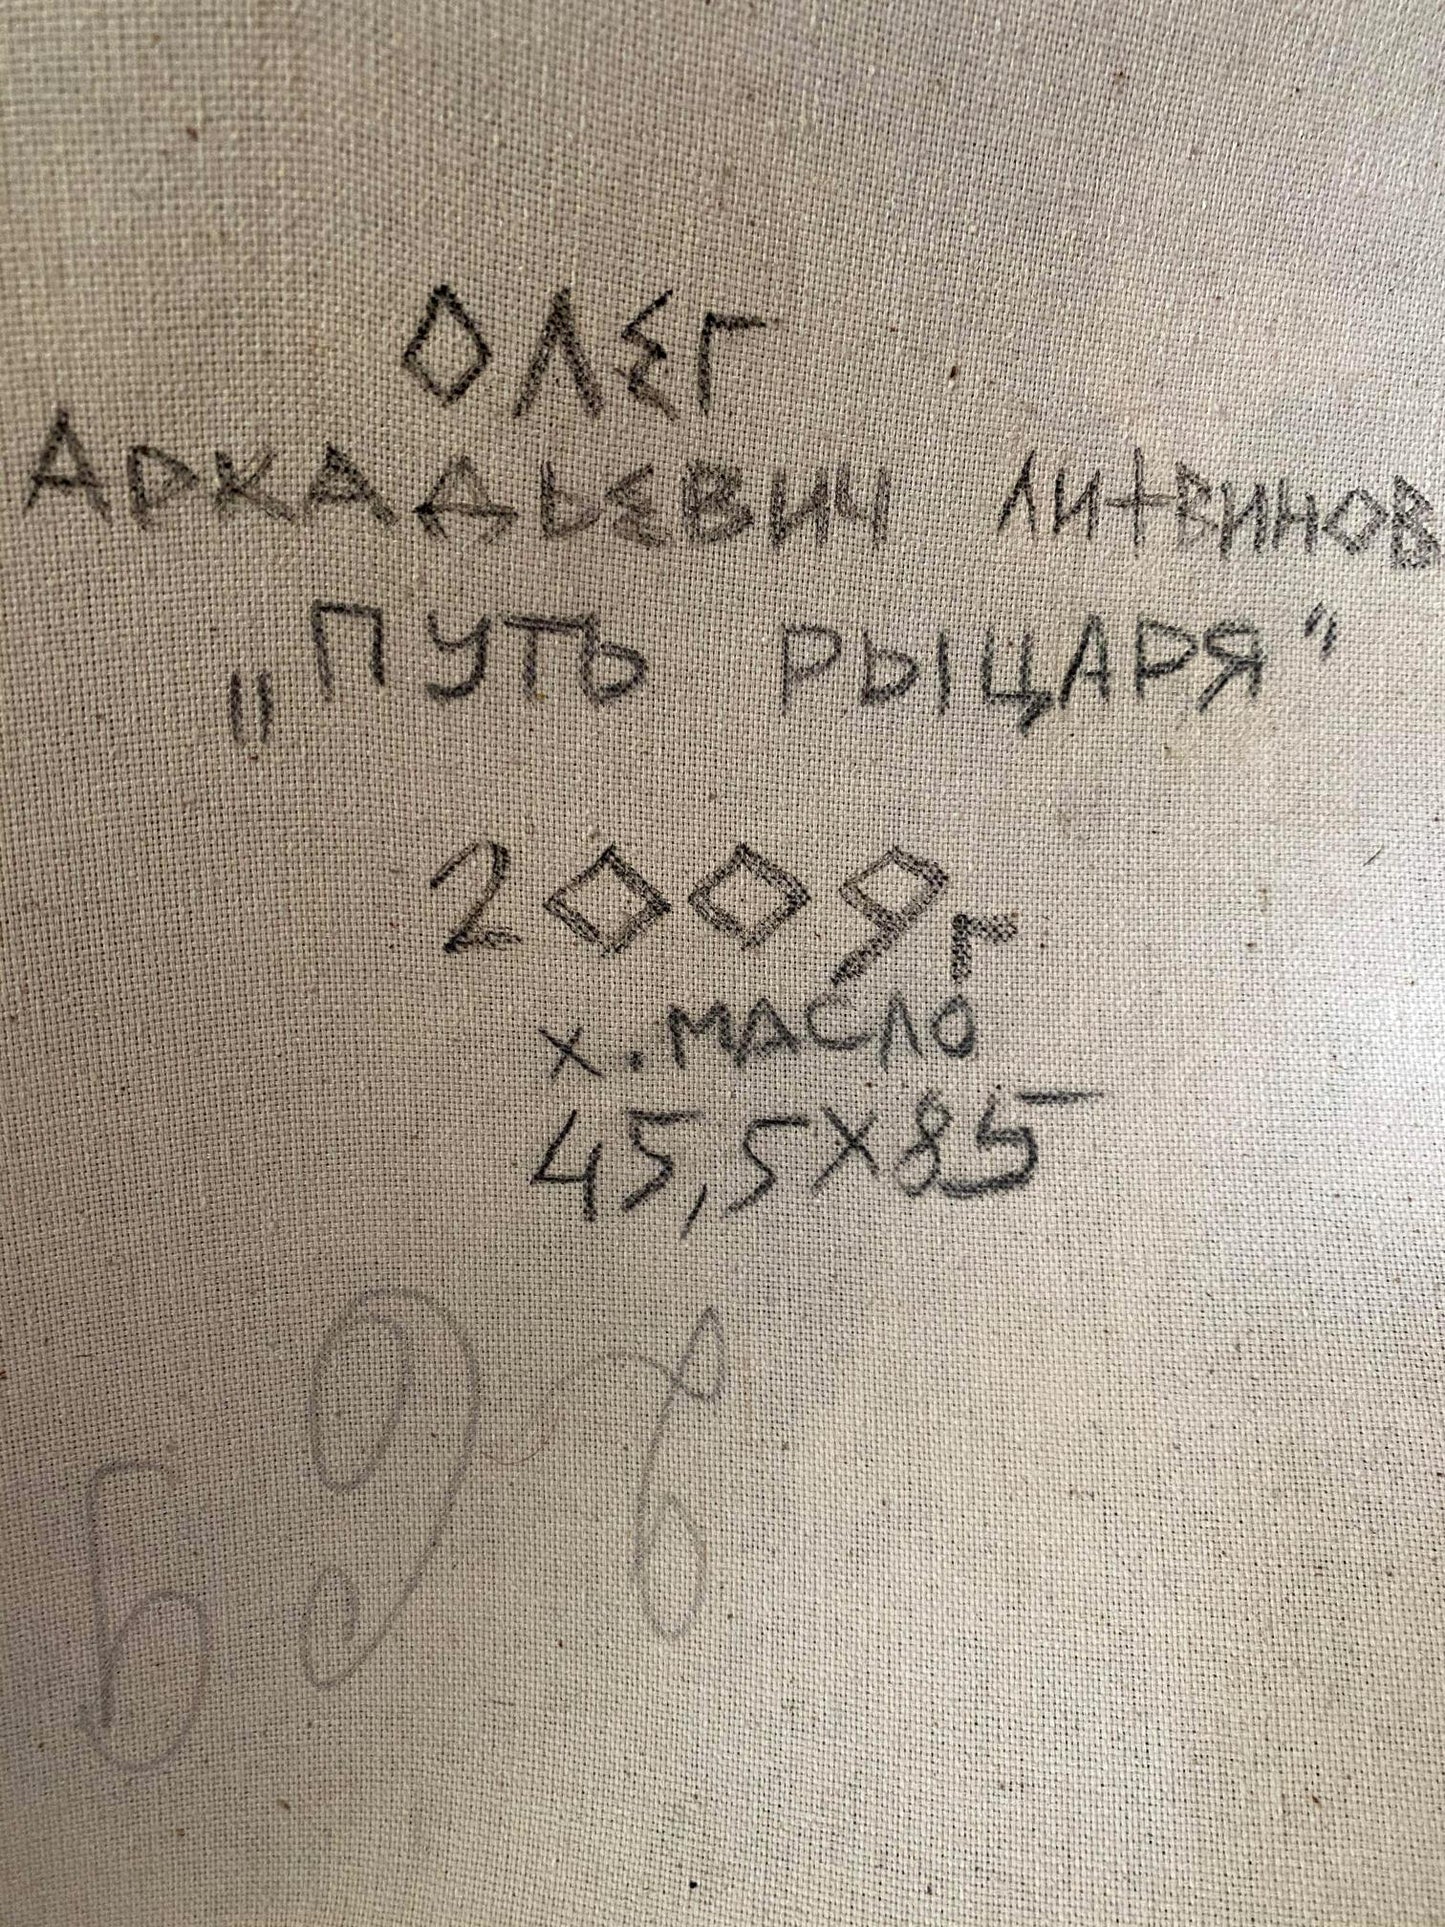 ОЛЕГ
АРКАДЬЕВИЧ ЛИТВИНОВ
„ПУТЬ РЫЦАРЯ"
2009г
х. МАСЛО
45,5х85